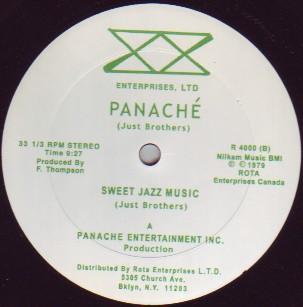 ENTERPRISES, LTD
PANACHÉ
(Just Brothers)
33 1/3 RPM STEREO
Time 9:27
Produced By
F. Thompson
R 4000 (B)
Nilkam Music BMI
© ℗ 1979
ROTA
Enterprises Canada
SWEET JAZZ MUSIC
(Just Brothers)
A
PANACHE ENTERTAINMENT INC.
Production
Distributed By Rota Enterprises L.T.D.
5305 Church Ave.
Bklyn, N.Y. 11203